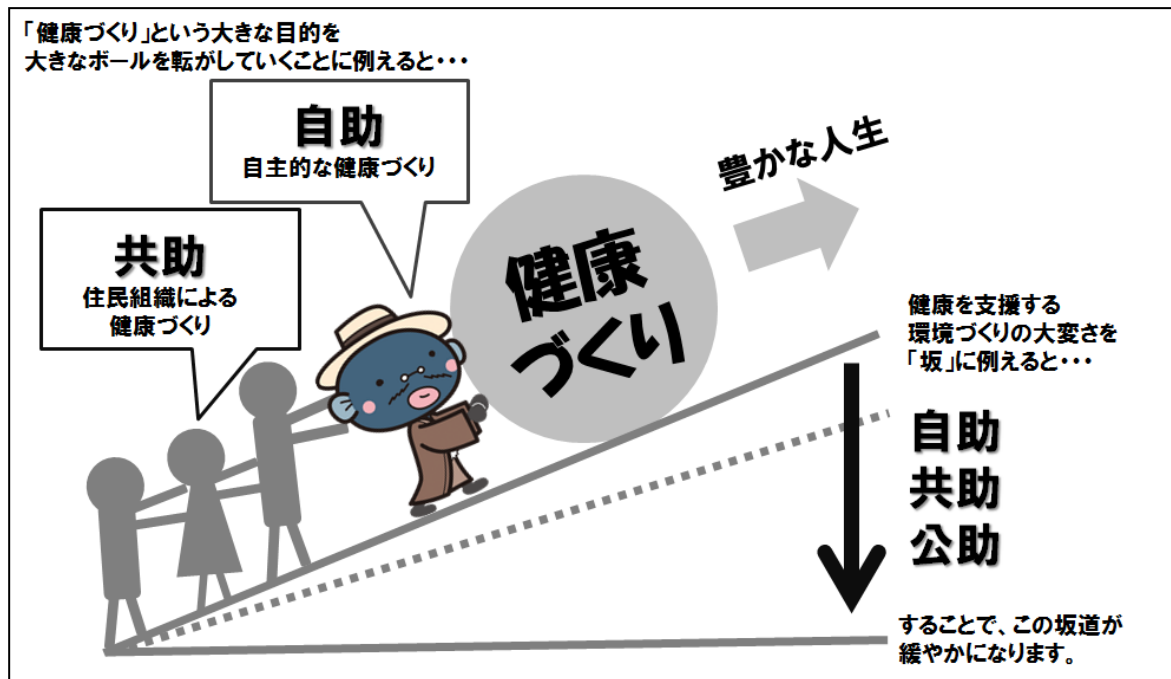 「健康づくり」という大きな目的を
大きなボールを転がしていくことに例えると・・・
自助
自主的な健康づくり
共助
住民組織による
健康づくり
健康
づくり
豊かな人生
健康を支援する
環境づくりの大変さを
「坂」に例えると・・・
自助
共助
公助
することで、この坂道が
緩やかになります。